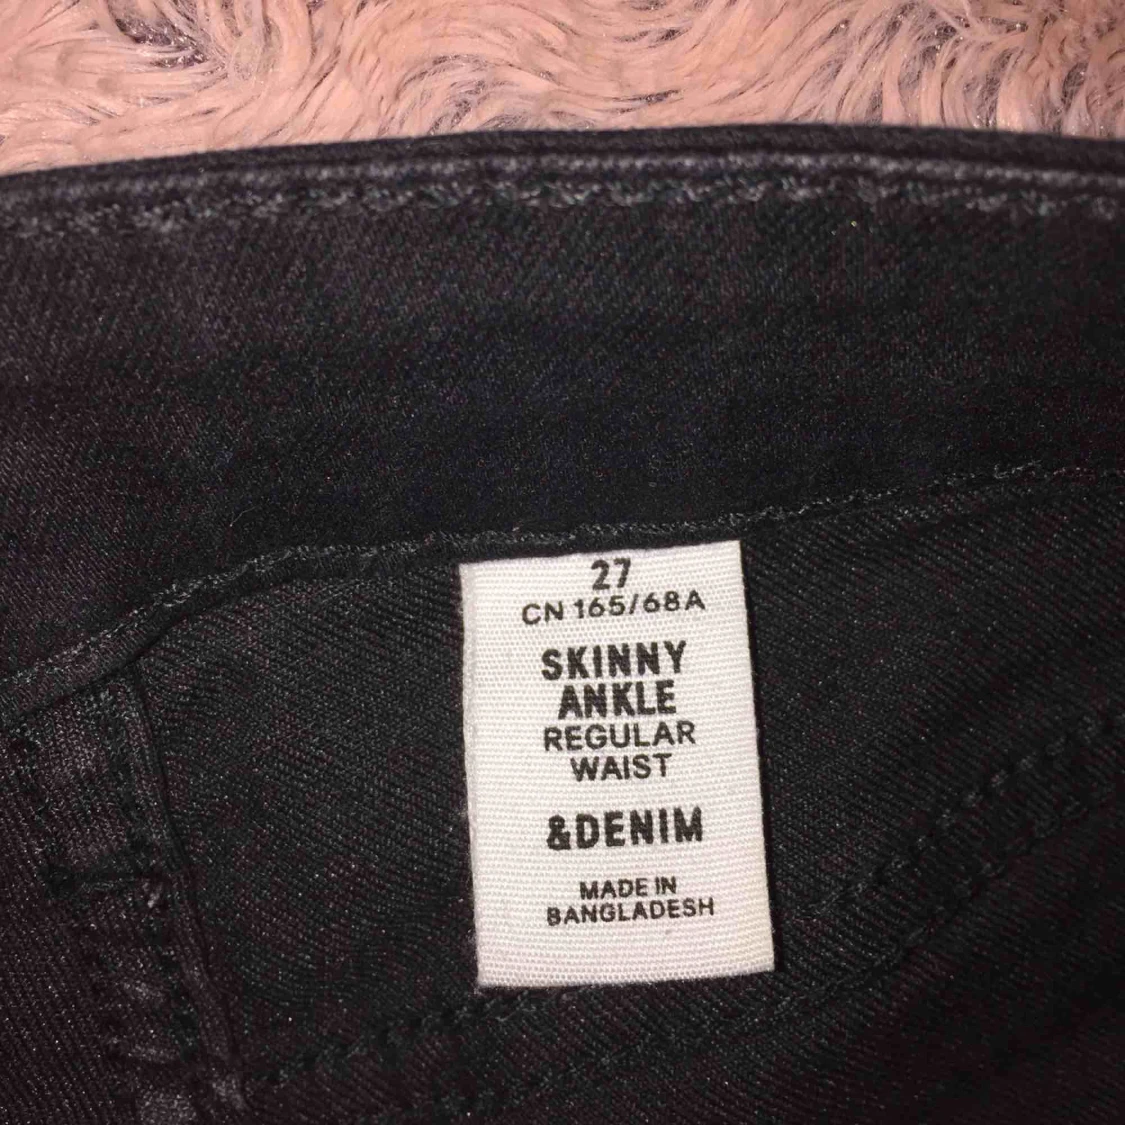 27
CN 165/68A
SKINNY
ANKLE
REGULAR
WAIST
&DENIM
MADE IN
BANGLADESH